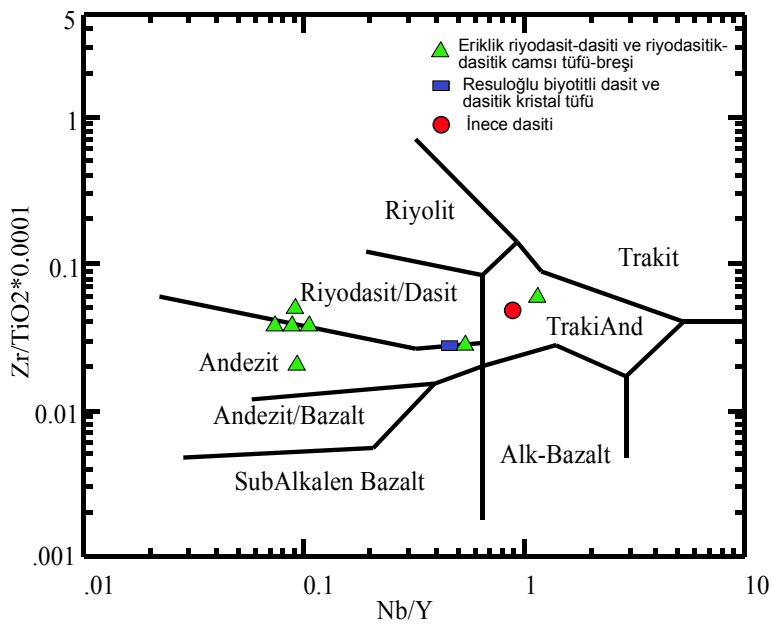 5
Eriklik riyodasit-dasiti ve riyodasitik-
dasitik camsı tüfü-breşi
Resuloğlu biyotitli dasit ve
dasitik kristal tüfü
İnece dasiti
1
Riyolit
Trakit
0.1
Riyodasit/Dasit
TrakiAnd
Andezit
0.01
Andezit/Bazalt
Alk-Bazalt
SubAlkalen Bazalt
.001
Zr/TiO2*0.0001
.01
0.1
1
10
Nb/Y